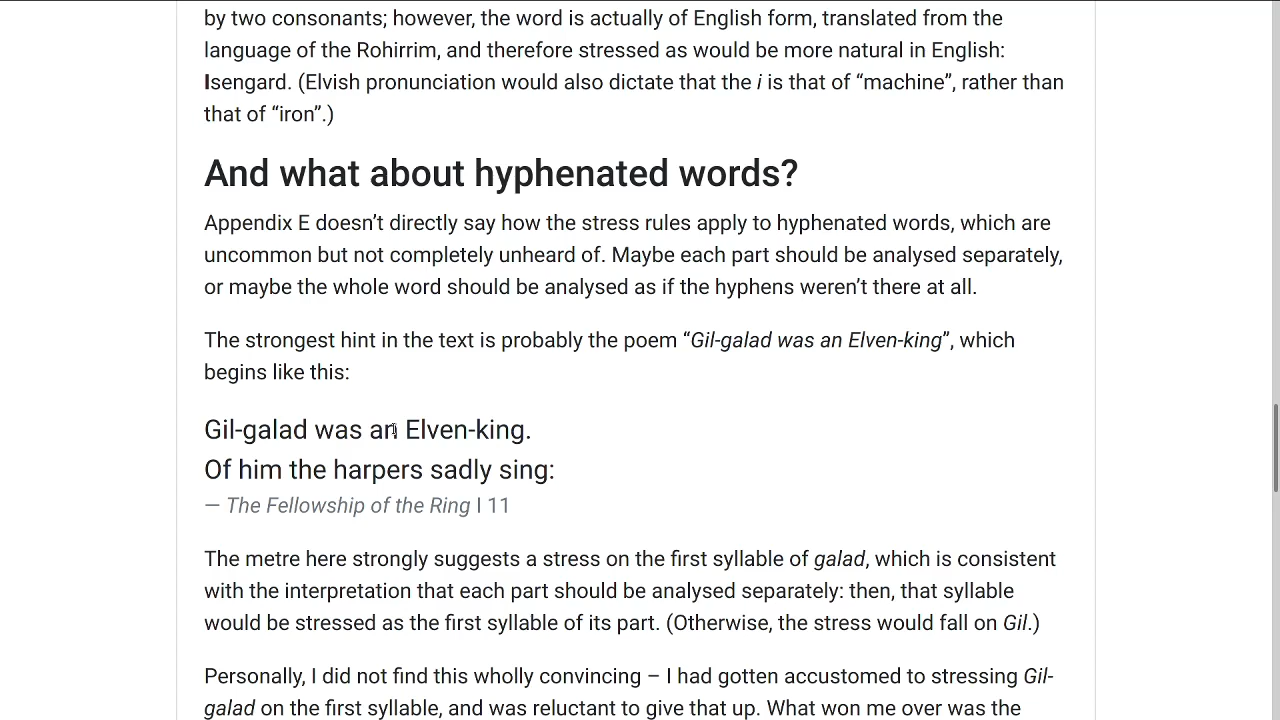 by two consonants; however, the word is actually of English form, translated from the
language of the Rohirrim, and therefore stressed as would be more natural in English:
Isengard. (Elvish pronunciation would also dictate that the i is that of “machine”, rather than
that of “iron”.)
And what about hyphenated words?
Appendix E doesn’t directly say how the stress rules apply to hyphenated words, which are
uncommon but not completely unheard of. Maybe each part should be analysed separately,
or maybe the whole word should be analysed as if the hyphens weren’t there at all.
The strongest hint in the text is probably the poem “Gil-galad was an Elven-king”, which
begins like this:
Gil-galad was an Elven-king.
Of him the harpers sadly sing:
— The Fellowship of the Ring I 11
The metre here strongly suggests a stress on the first syllable of galad, which is consistent
with the interpretation that each part should be analysed separately: then, that syllable
would be stressed as the first syllable of its part. (Otherwise, the stress would fall on Gil.)
Personally, I did not find this wholly convincing – I had gotten accustomed to stressing Gil-
galad on the first syllable, and was reluctant to give that up. What won me over was the